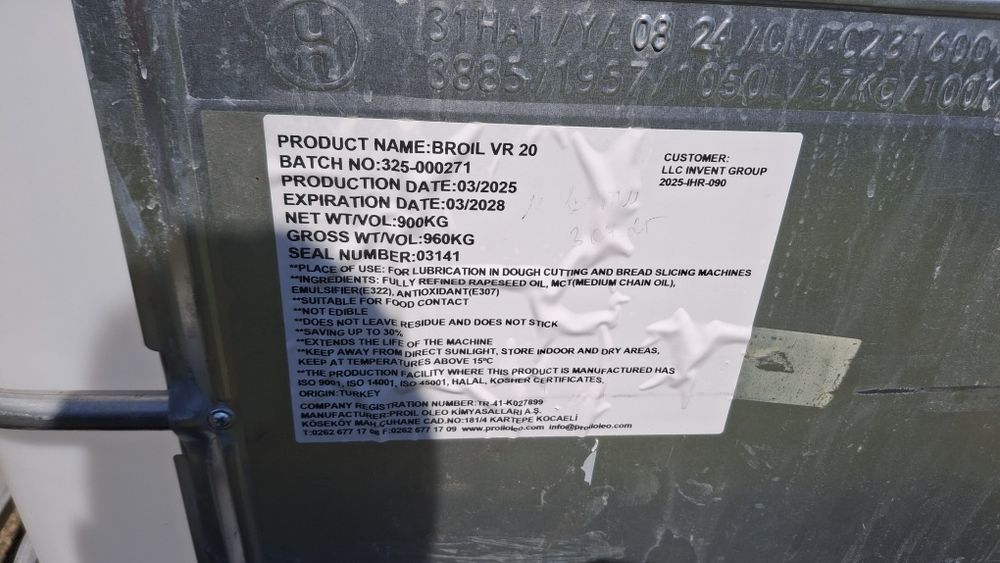 un
31HA1/Y/ 08 24 /CN/
3885/1957/1050L/57KG/100K
PRODUCT NAME:BROIL VR 20
BATCH NO:325-000271
PRODUCTION DATE:03/2025
EXPIRATION DATE:03/2028
NET WT/VOL:900KG
GROSS WT/VOL:960KG
SEAL NUMBER:03141
CUSTOMER:
LLC INVENT GROUP
2025-IHR-090
**PLACE OF USE: FOR LUBRICATION IN DOUGH CUTTING AND BREAD SLICING MACHINES
**INGREDIENTS: FULLY REFINED RAPESEED OIL, MCT(MEDIUM CHAIN OIL),
EMULSIFIER(E322), ANTIOXIDANT(E307)
**SUITABLE FOR FOOD CONTACT
**NOT EDIBLE
**DOES NOT LEAVE RESIDUE AND DOES NOT STICK
**SAVING UP TO 30%
**EXTENDS THE LIFE OF THE MACHINE
**KEEP AWAY FROM DIRECT SUNLIGHT, STORE INDOOR AND DRY AREAS,
KEEP AT TEMPERATURES ABOVE 15ºC
**THE PRODUCTION FACILITY WHERE THIS PRODUCT IS MANUFACTURED HAS
ISO 9001, ISO 14001, ISO 45001, HALAL, KOSHER CERTIFICATES.
ORIGIN:TURKEY
COMPANY REGISTRATION NUMBER:TR-41-K027899
MANUFACTURER:PROIL OLEO KİMYASALLARI A.Ş.
KÖSEKÖY MAH.CUHANE CAD.NO:181/4 KARTEPE KOCAELİ
T:0262 677 17 08 F:0262 677 17 09 www.proiloleo.com info@proiloleo.com